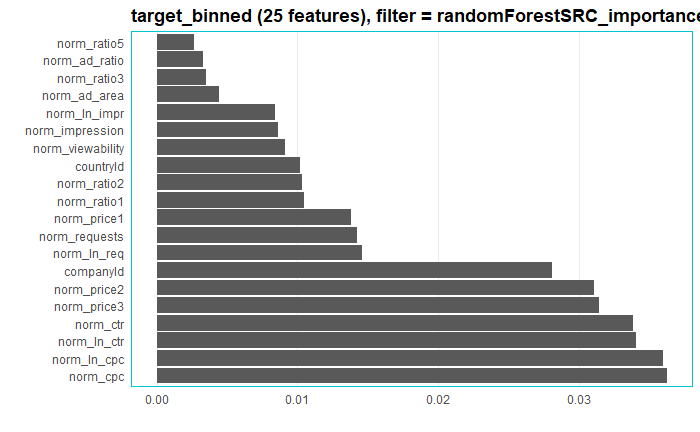 target_binned (25 features), filter = randomForestSRC_importance
norm_ratio5
norm_ad_ratio
norm_ratio3
norm_ad_area
norm_ln_impr
norm_impression
norm_viewability
countryId
norm_ratio2
norm_ratio1
norm_price1
norm_requests
norm_ln_req
companyId
norm_price2
norm_price3
norm_ctr
norm_ln_ctr
norm_ln_cpc
norm_cpc
0.00 0.01 0.02 0.03